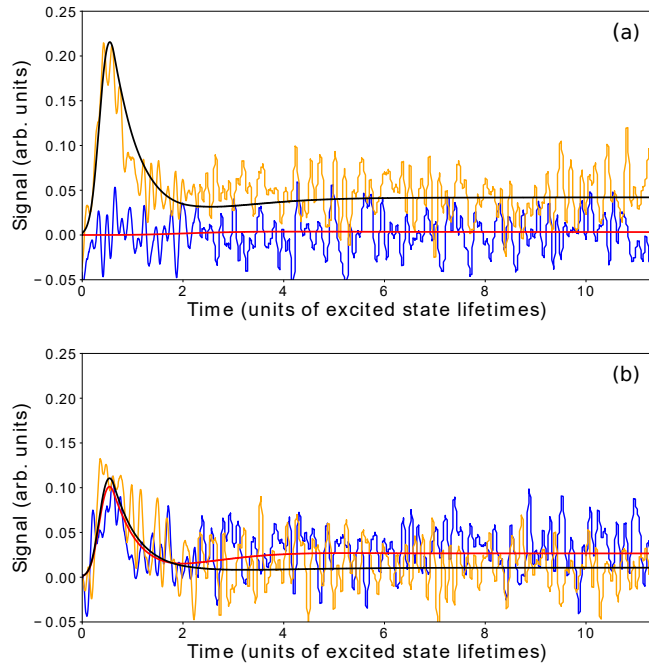 (a)
0.25
0.20
0.15
0.10
0.05
0.00
−0.05
Signal (arb. units)
0 2 4 6 8 10
Time (units of excited state lifetimes)
(b)
0.25
0.20
0.15
0.10
0.05
0.00
−0.05
Signal (arb. units)
0 2 4 6 8 10
Time (units of excited state lifetimes)